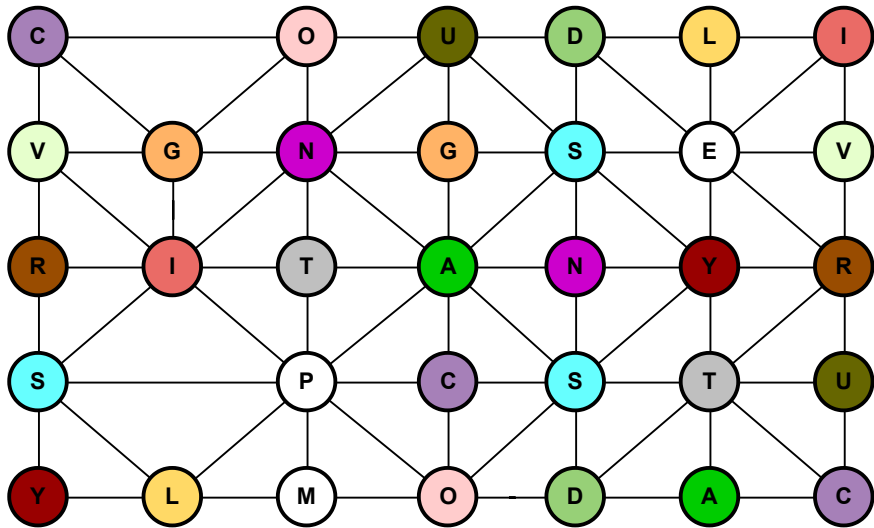 C O U D L I
V G N G S E V
R I T A N Y R
S P C S T U
Y L M O D A C